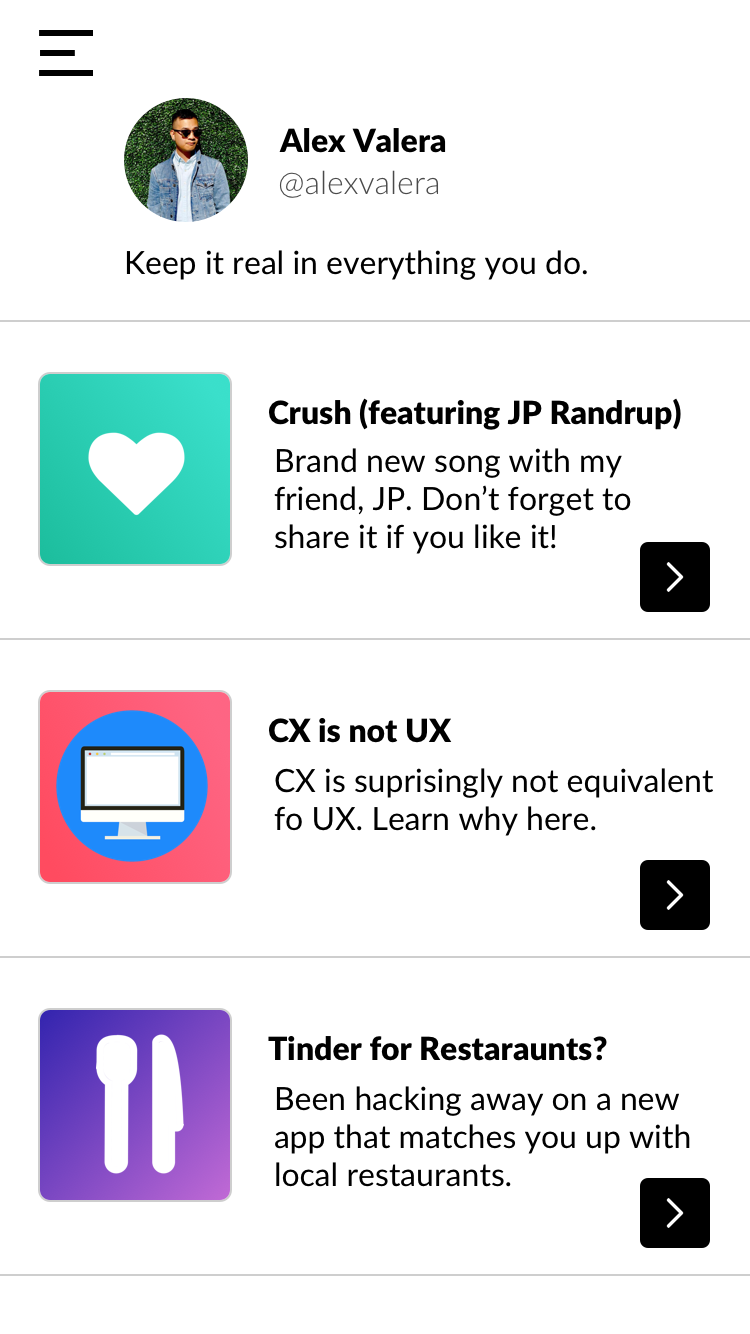 Alex Valera
@alexvalera
Keep it real in everything you do.
Crush (featuring JP Randrup)
Brand new song with my
friend, JP. Don’t forget to
share it if you like it!
CX is not UX
CX is suprisingly not equivalent
fo UX. Learn why here.
Tinder for Restaraunts?
Been hacking away on a new
app that matches you up with
local restaurants.